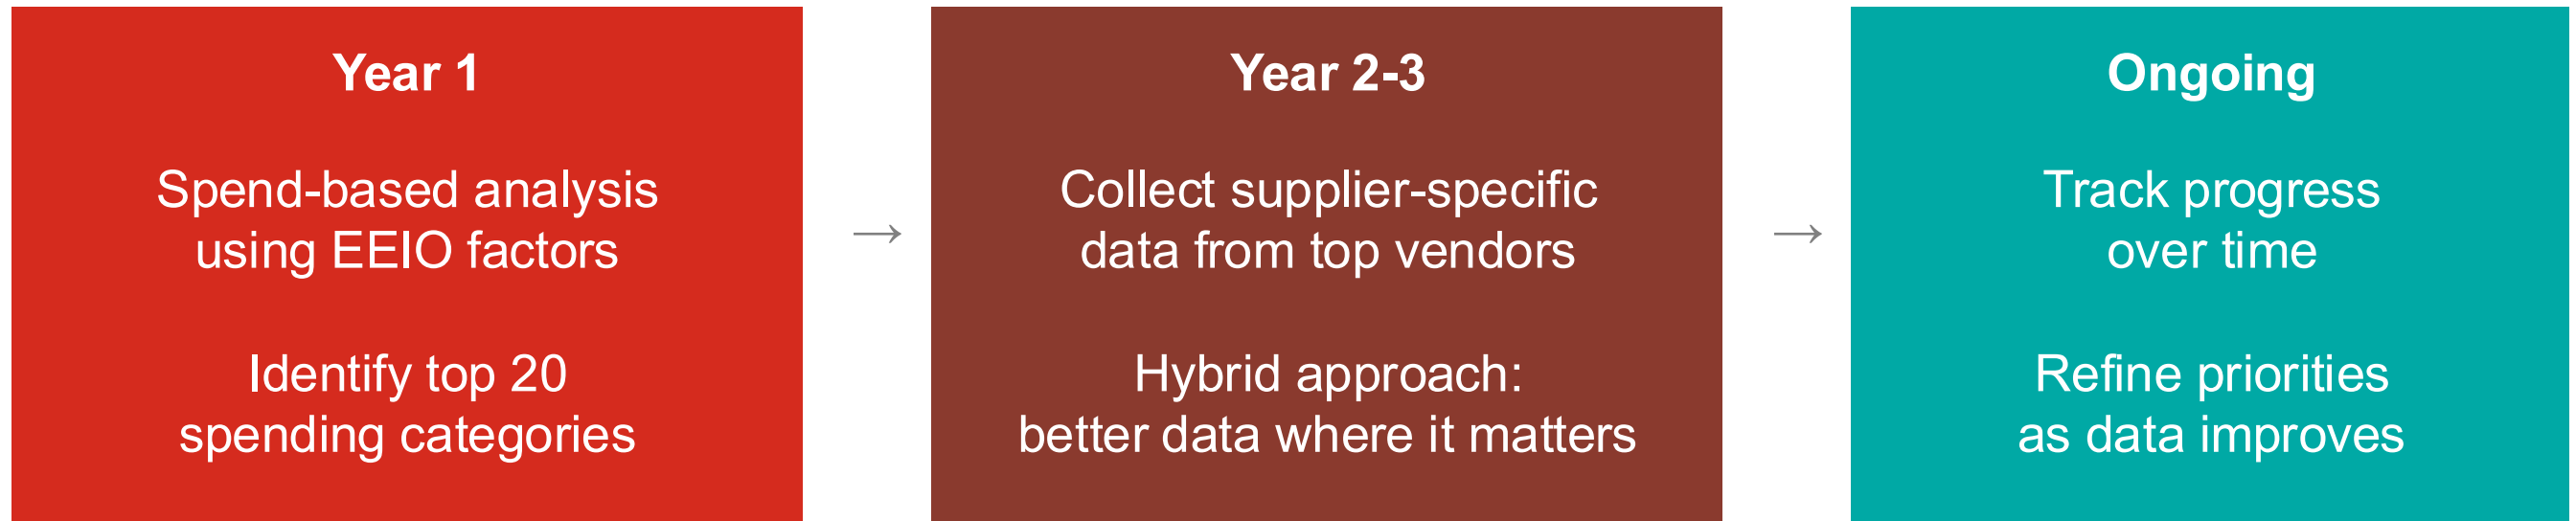 Year 1
Spend-based analysis
using EEIO factors
Identify top 20
spending categories
→
Year 2-3
Collect supplier-specific
data from top vendors
Hybrid approach:
better data where it matters
→
Ongoing
Track progress
over time
Refine priorities
as data improves